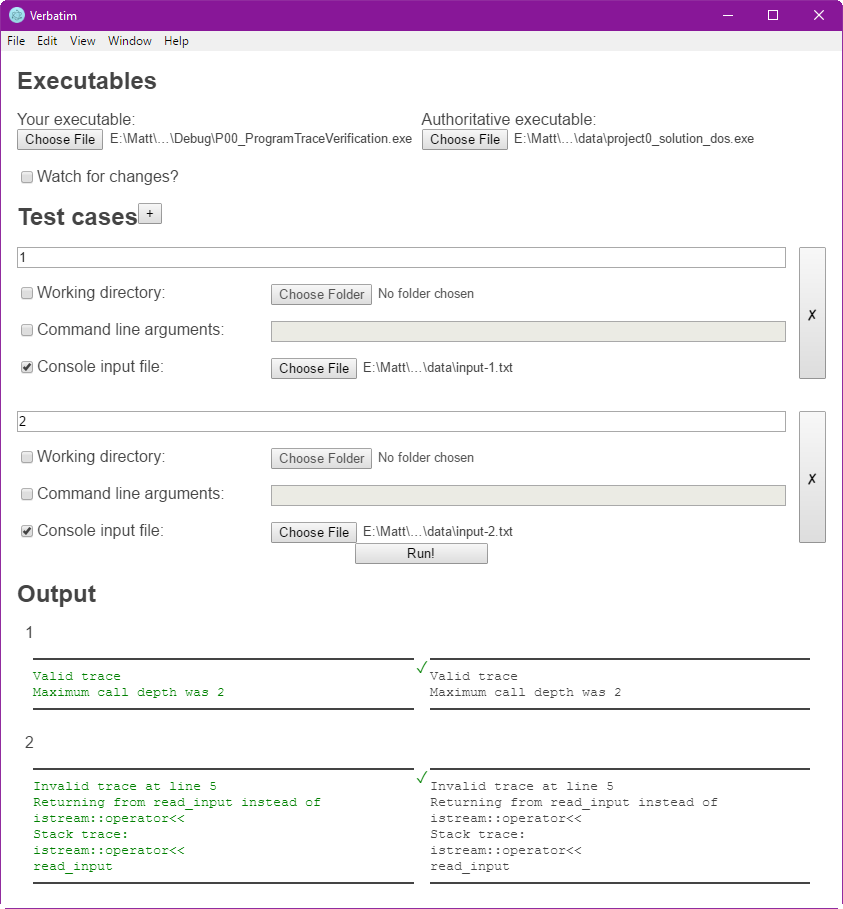 Verbatim
File Edit View Window Help
Executables
Your executable:
Choose File E:\Matt\...\Debug\P00_ProgramTraceVerification.exe
Authoritative executable:
Choose File E:\Matt\...\data\project0_solution_dos.exe
Watch for changes?
Test cases +
1
Working directory: Choose Folder No folder chosen
Command line arguments:
Console input file: Choose File E:\Matt\...\data\input-1.txt
✗
2
Working directory: Choose Folder No folder chosen
Command line arguments:
Console input file: Choose File E:\Matt\...\data\input-2.txt
✗
Run!
Output
1
Valid trace
Maximum call depth was 2
✓
Valid trace
Maximum call depth was 2
2
Invalid trace at line 5
Returning from read_input instead of
istream::operator<<
Stack trace:
istream::operator<<
read_input
✓
Invalid trace at line 5
Returning from read_input instead of
istream::operator<<
Stack trace:
istream::operator<<
read_input